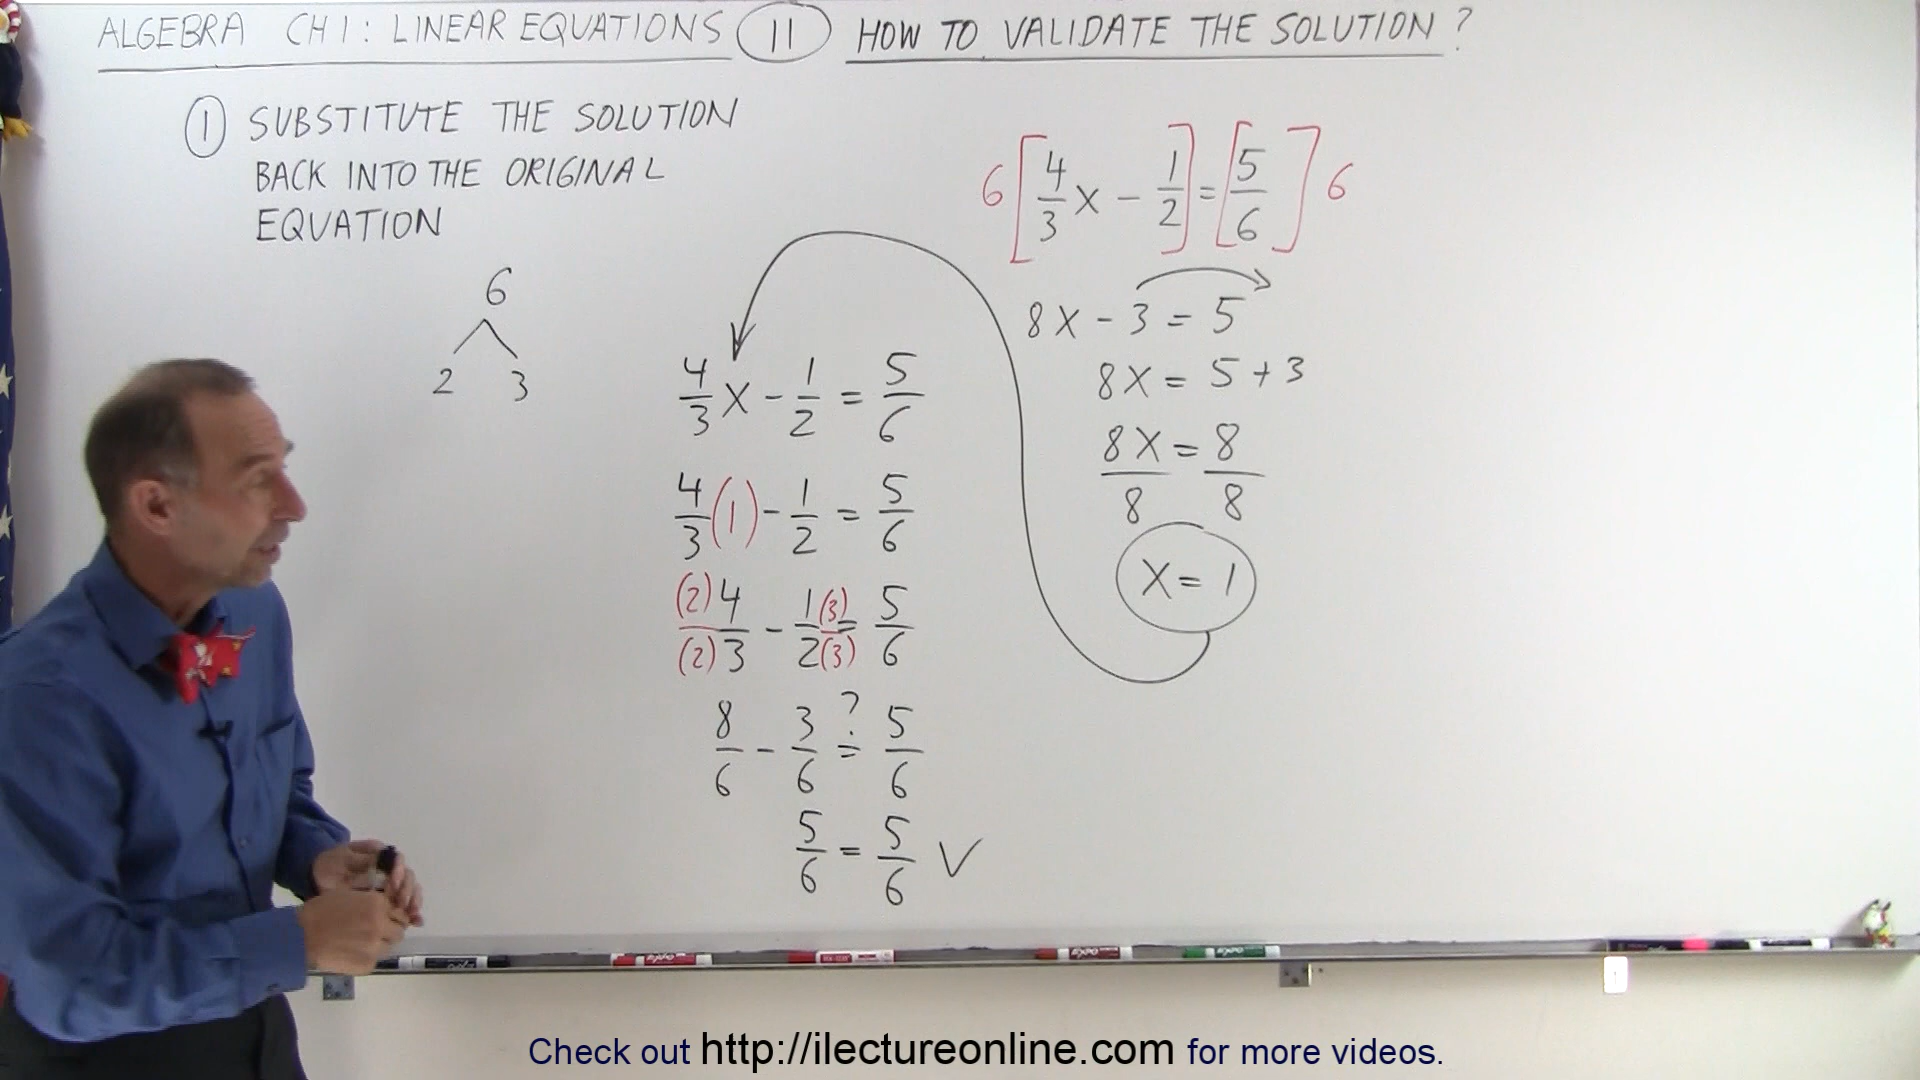 ALGEBRA CH 1: LINEAR EQUATIONS 11 HOW TO VALIDATE THE SOLUTION?
1 SUBSTITUTE THE SOLUTION
BACK INTO THE ORIGINAL
EQUATION
6
2 3
4/3 X - 1/2 = 5/6
4/3 (1) - 1/2 = 5/6
(2)/(2) 4/3 - 1/2 (3)/(3) = 5/6
8/6 - 3/6 ?= 5/6
5/6 = 5/6 ✓
6[4/3 X - 1/2] = [5/6]6
8X - 3 = 5
8X = 5 + 3
8X/8 = 8/8
X = 1
Check out http://ilectureonline.com for more videos.